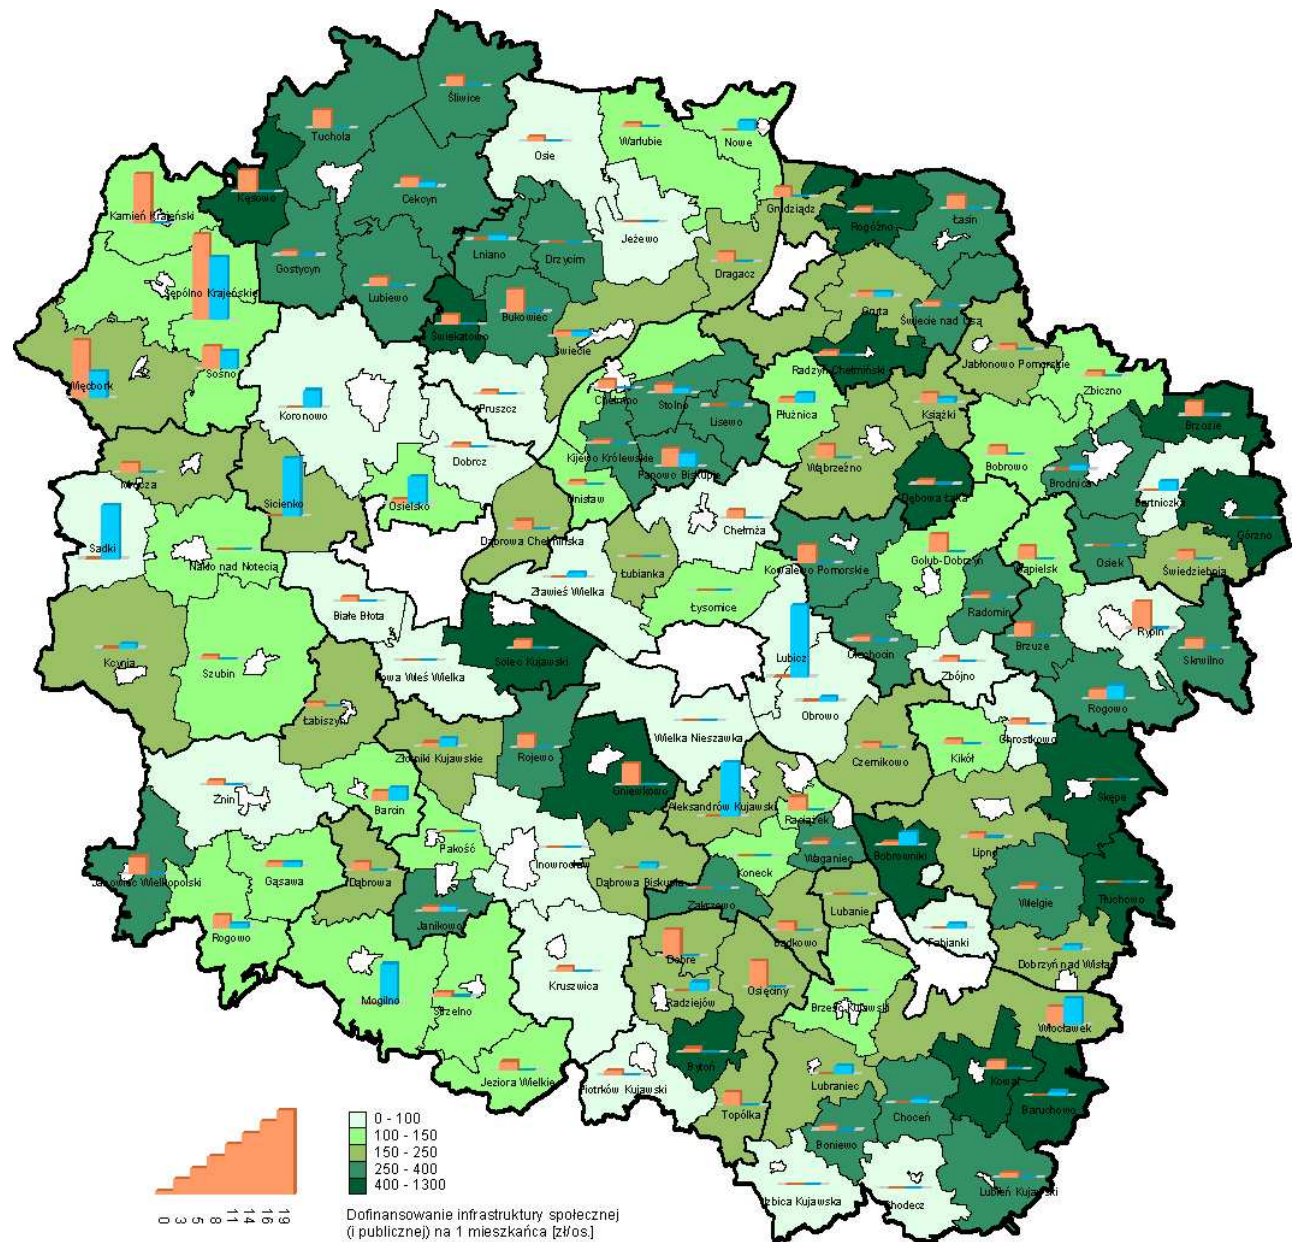 Śliwice
Tuchola
Osie
Warlubie
Nowe
Kęsowo
Cekcyn
Grudziądz
Rogóźno
Łasin
Kamień Krajeński
Jeżewo
Lniano
Drzycim
Gostycyn
Dragacz
Lubiewo
Sępólno Krajeńskie
Bukowiec
Gruta
Świecie nad Osą
Świekatowo
Świecie
Radzyń Chełmiński
Jabłonowo Pomorskie
Sośno
Więcbork
Zbiczno
Chełmno
Stolno
Pruszcz
Płużnica
Książki
Koronowo
Lisewo
Brzozie
Dobrcz
Kijewo Królewskie
Papowo Biskupie
Wąbrzeźno
Bobrowo
Brodnica
Mrocza
Unisław
Dębowa Łąka
Bartniczka
Sicienko
Osielsko
Chełmża
Górzno
Dąbrowa Chełmińska
Sadki
Nakło nad Notecią
Łubianka
Kowalewo Pomorskie
Golub-Dobrzyń
Wąpielsk
Osiek
Świedziebnia
Zławieś Wielka
Łysomice
Białe Błota
Radomin
Rypin
Kcynia
Szubin
Solec Kujawski
Lubicz
Ciechocin
Brzuze
Skrwilno
Nowa Wieś Wielka
Zbójno
Obrowo
Rogowo
Łabiszyn
Chrostkowo
Wielka Nieszawka
Złotniki Kujawskie
Rojewo
Czernikowo
Kikół
Żnin
Gniewkowo
Skępe
Barcin
Aleksandrów Kujawski
Raciążek
Pakość
Waganiec
Bobrowniki
Lipno
Inowrocław
Gąsawa
Dąbrowa
Dąbrowa Biskupia
Koneck
Janowiec Wielkopolski
Zakrzewo
Lubanie
Wielgie
Tłuchowo
Rogowo
Janikowo
Bądkowo
Fabianki
Dobre
Dobrzyń nad Wisłą
Kruszwica
Osięciny
Mogilno
Strzelno
Radziejów
Brześć Kujawski
Włocławek
Bytoń
Jeziora Wielkie
Piotrków Kujawski
Lubraniec
Kowal
Baruchowo
Topólka
Choceń
Boniewo
Izbica Kujawska
Chodecz
Lubień Kujawski
0 3 5 8 11 14 16 19
0 - 100
100 - 150
150 - 250
250 - 400
400 - 1300
Dofinansowanie infrastruktury społecznej
(i publicznej) na 1 mieszkańca [zł/os.]